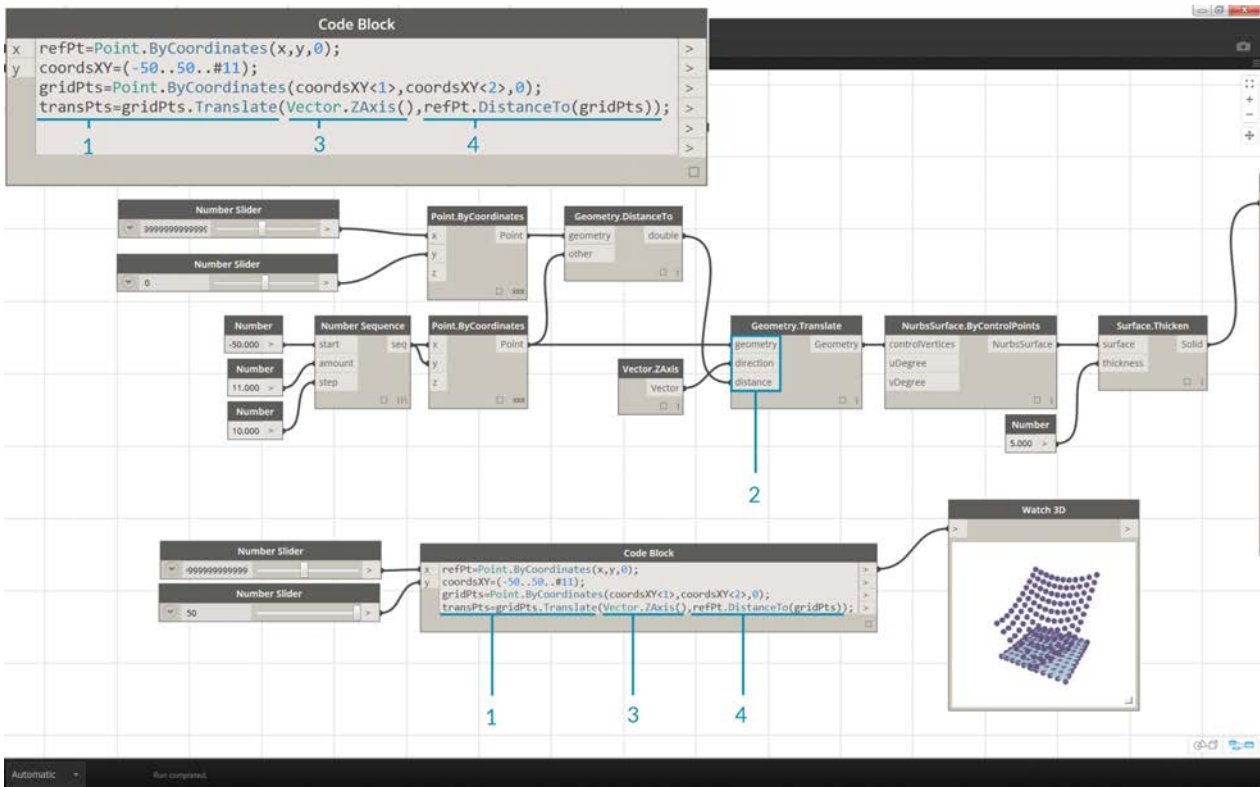 Code Block
x refPt=Point.ByCoordinates(x,y,0); >
y coordsXY=(-50..50..#11); >
gridPts=Point.ByCoordinates(coordsXY<1>,coordsXY<2>,0); >
transPts=gridPts.Translate(Vector.ZAxis(),refPt.DistanceTo(gridPts)); >
>
>
1 3 4
Number Slider
9999999999999 >
Number Slider
0 >
Point.ByCoordinates
x Point
y
z
Geometry.DistanceTo
geometry double
other
Number
-50.000 >
Number
11.000 >
Number
10.000 >
Number Sequence
start seq
amount
step
Point.ByCoordinates
x Point
y
z
Vector.ZAxis
Vector
Geometry.Translate
geometry Geometry
direction
distance
2
NurbsSurface.ByControlPoints
controlVertices NurbsSurface
uDegree
vDegree
Number
5.000 >
Surface.Thicken
surface Solid
thickness
Number Slider
-999999999999 >
Number Slider
50 >
Code Block
x refPt=Point.ByCoordinates(x,y,0); >
y coordsXY=(-50..50..#11); >
gridPts=Point.ByCoordinates(coordsXY<1>,coordsXY<2>,0); >
transPts=gridPts.Translate(Vector.ZAxis(),refPt.DistanceTo(gridPts)); >
1 3 4
Watch 3D
> >
Automatic
Run completed.